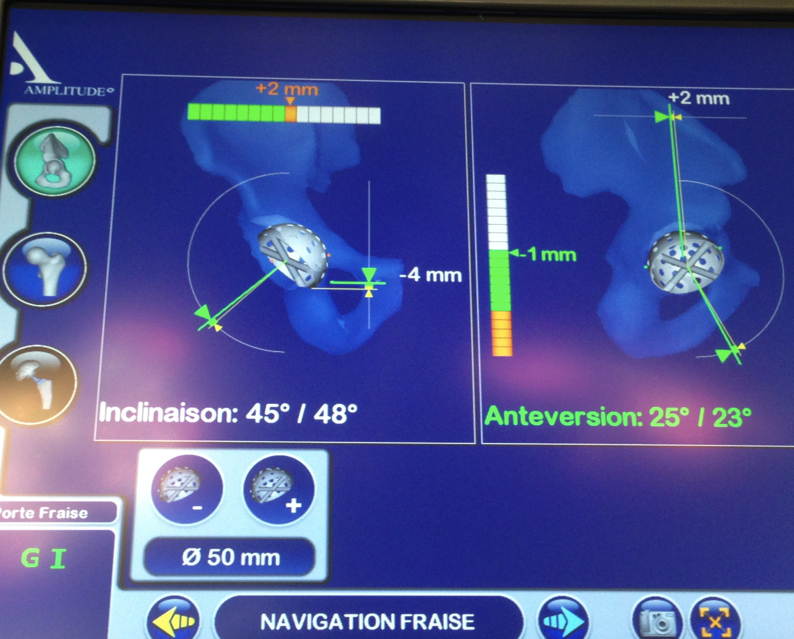 AMPLITUDE
+2 mm
-4 mm
Inclinaison: 45° / 48°
+2 mm
-1 mm
Anteversion: 25° / 23°
-
+
Ø 50 mm
Porte Fraise
G I
NAVIGATION FRAISE